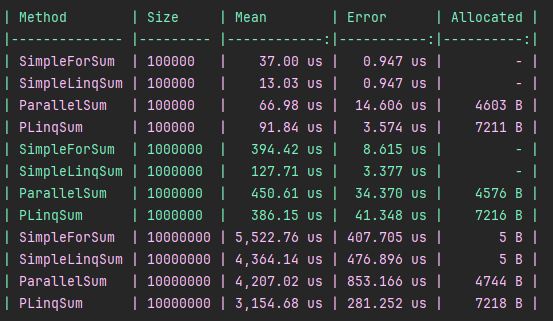 | Method | Size | Mean | Error | Allocated |
|-------------- |--------- |------------:|-----------:|----------:|
| SimpleForSum | 100000 | 37.00 us | 0.947 us | - |
| SimpleLinqSum | 100000 | 13.03 us | 0.947 us | - |
| ParallelSum | 100000 | 66.98 us | 14.606 us | 4603 B |
| PLinqSum | 100000 | 91.84 us | 3.574 us | 7211 B |
| SimpleForSum | 1000000 | 394.42 us | 8.615 us | - |
| SimpleLinqSum | 1000000 | 127.71 us | 3.377 us | - |
| ParallelSum | 1000000 | 450.61 us | 34.370 us | 4576 B |
| PLinqSum | 1000000 | 386.15 us | 41.348 us | 7216 B |
| SimpleForSum | 10000000 | 5,522.76 us | 407.705 us | 5 B |
| SimpleLinqSum | 10000000 | 4,364.14 us | 476.896 us | 5 B |
| ParallelSum | 10000000 | 4,207.02 us | 853.166 us | 4744 B |
| PLinqSum | 10000000 | 3,154.68 us | 281.252 us | 7218 B |